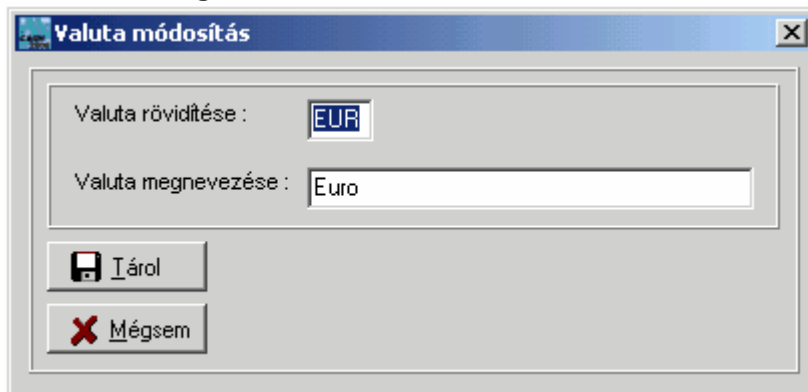 Valuta módosítás
Valuta rövidítése :
EUR
Valuta megnevezése :
Euro
Tárol
Mégsem